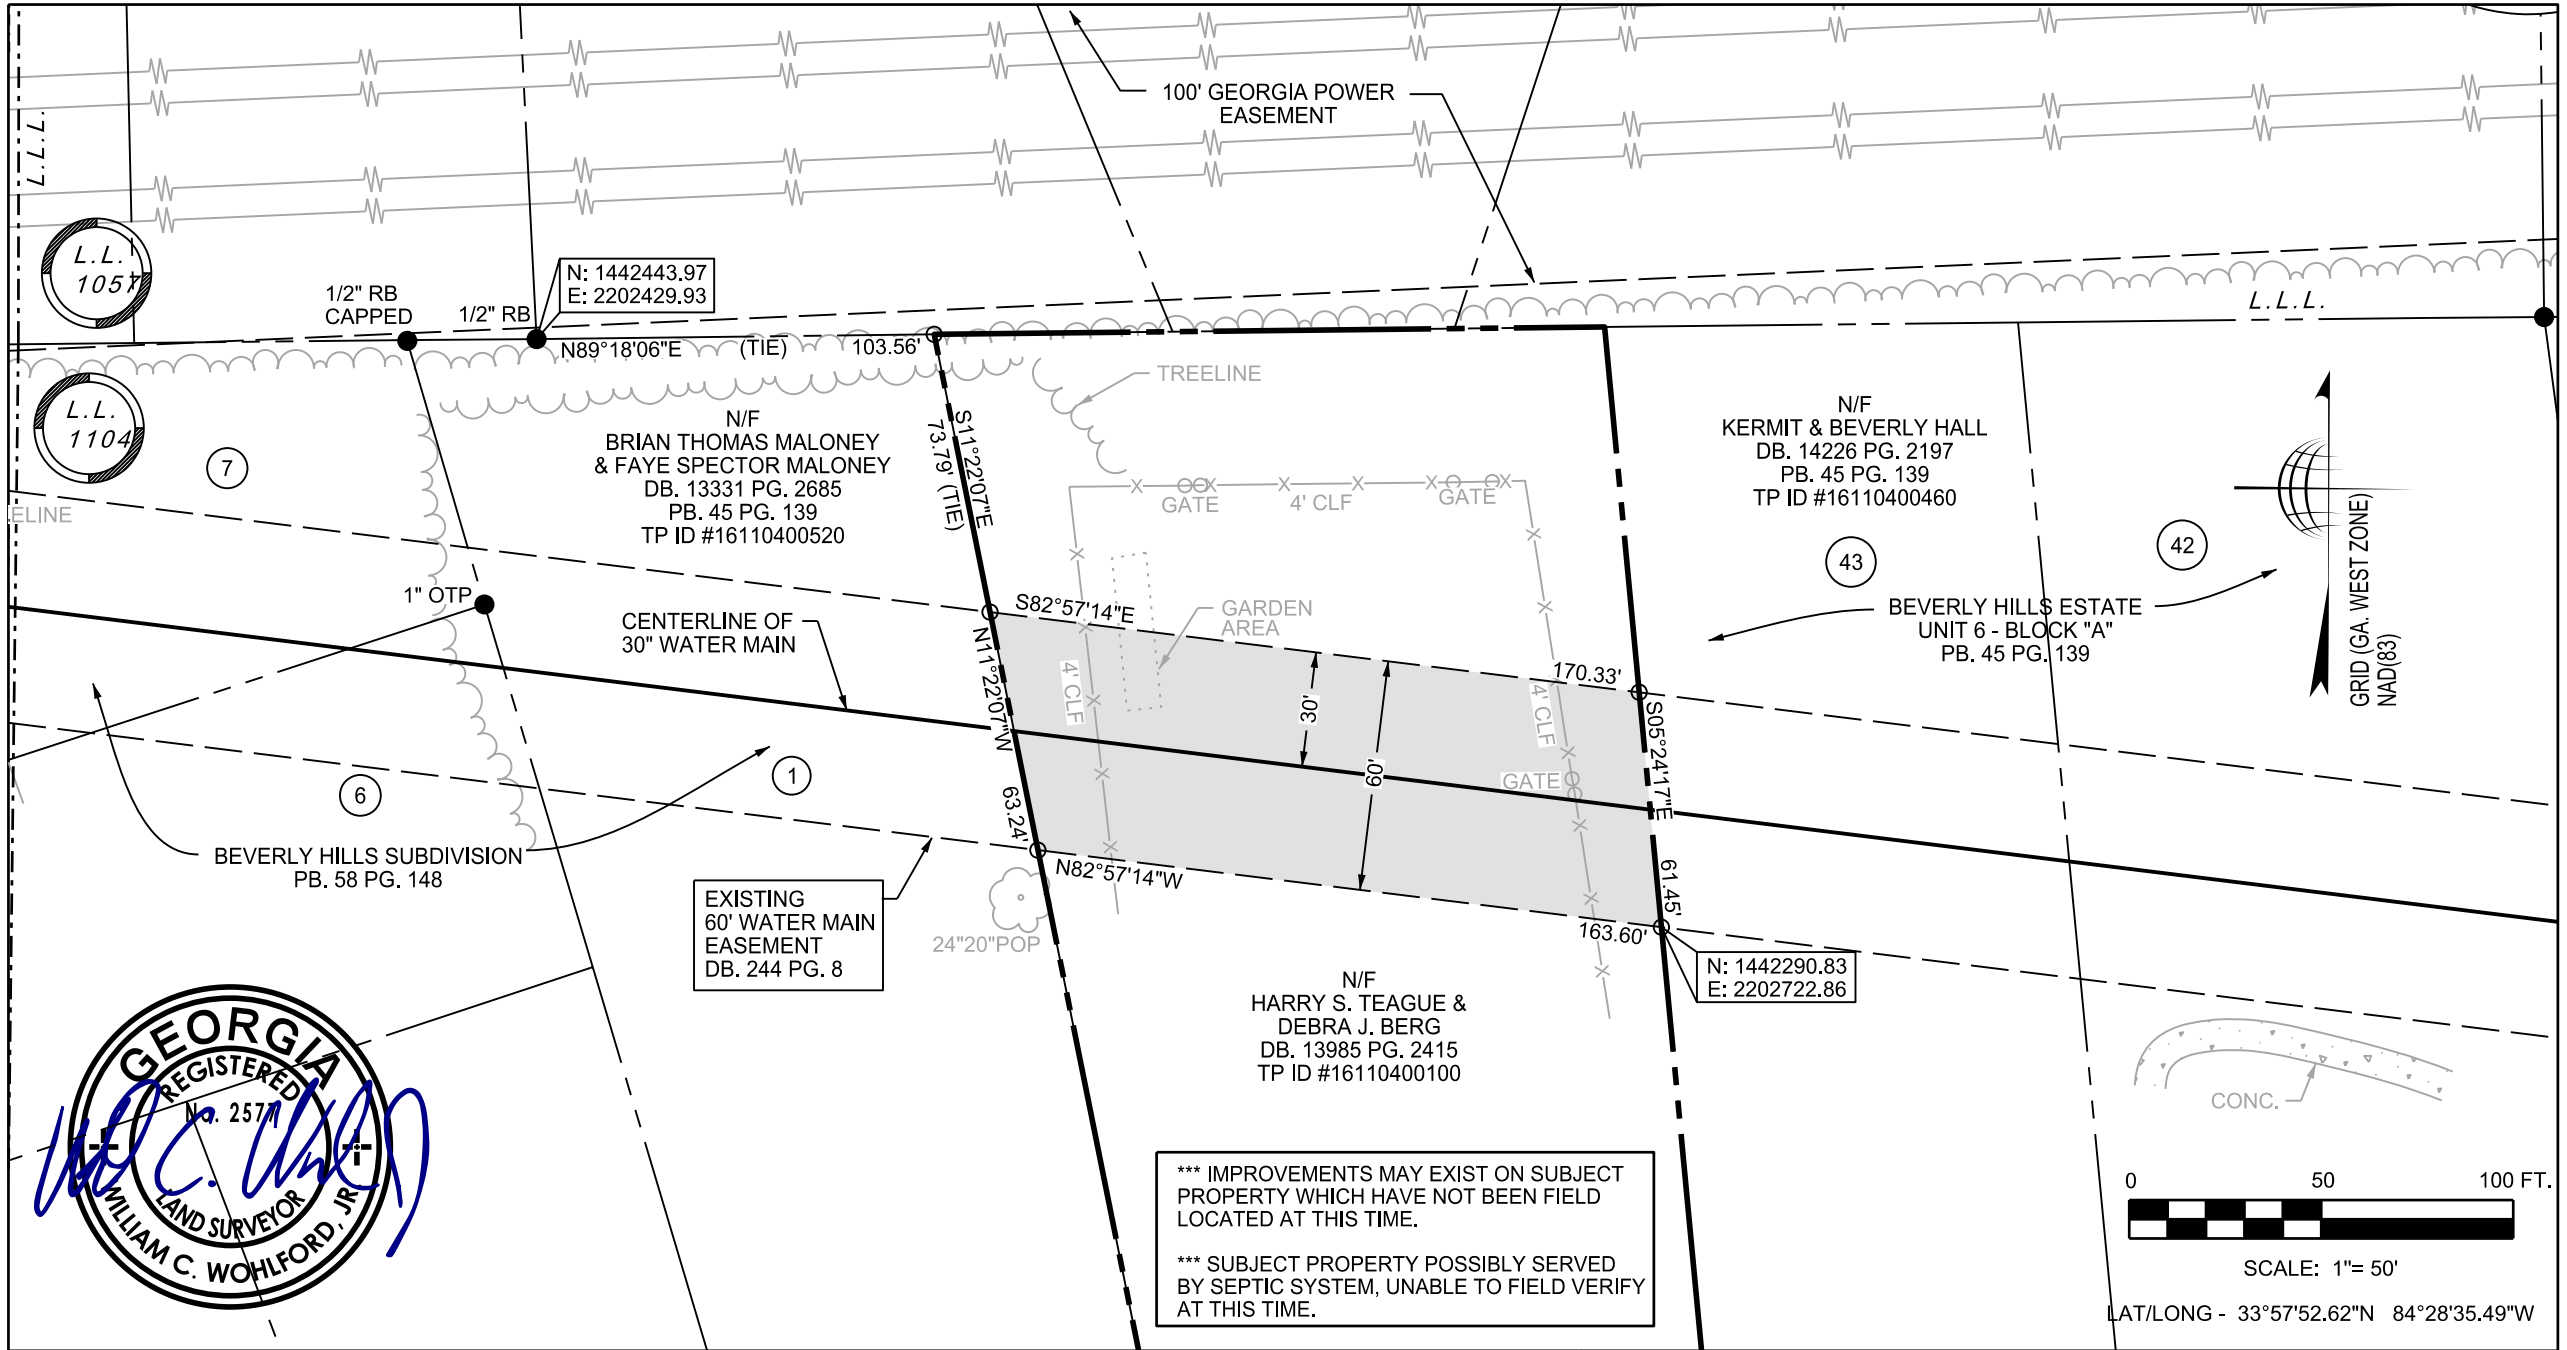 100' GEORGIA POWER
EASEMENT
L.L.L.
L.L.
1057
N: 1442443.97
E: 2202429.93
1/2" RB
CAPPED
1/2" RB
L.L.L.
N89°18'06"E (TIE) 103.56'
TREELINE
L.L.
1104
7
N/F
BRIAN THOMAS MALONEY
& FAYE SPECTOR MALONEY
DB. 13331 PG. 2685
PB. 45 PG. 139
TP ID #16110400520
S11°22'07"E
73.79' (TIE)
N/F
KERMIT & BEVERLY HALL
DB. 14226 PG. 2197
PB. 45 PG. 139
TP ID #16110400460
X GATE X X 4' CLF X X GATE X
ELINE
43
42
GRID (GA. WEST ZONE)
NAD(83)
1" OTP
CENTERLINE OF
30" WATER MAIN
S82°57'14"E
170.33'
GARDEN
AREA
BEVERLY HILLS ESTATE
UNIT 6 - BLOCK "A"
PB. 45 PG. 139
N11°22'07"W
63.24'
4' CLF
30'
60'
4' CLF
GATE
S05°24'17"E
61.45'
6
1
BEVERLY HILLS SUBDIVISION
PB. 58 PG. 148
N82°57'14"W
163.60'
EXISTING
60' WATER MAIN
EASEMENT
DB. 244 PG. 8
24"20"POP
N: 1442290.83
E: 2202722.86
N/F
HARRY S. TEAGUE &
DEBRA J. BERG
DB. 13985 PG. 2415
TP ID #16110400100
CONC.
GEORGIA
REGISTERED
No. 2577
LAND SURVEYOR
WILLIAM C. WOHLFORD, JR.
*** IMPROVEMENTS MAY EXIST ON SUBJECT
PROPERTY WHICH HAVE NOT BEEN FIELD
LOCATED AT THIS TIME.
*** SUBJECT PROPERTY POSSIBLY SERVED
BY SEPTIC SYSTEM, UNABLE TO FIELD VERIFY
AT THIS TIME.
0 50 100 FT.
SCALE: 1"= 50'
LAT/LONG - 33°57'52.62"N 84°28'35.49"W